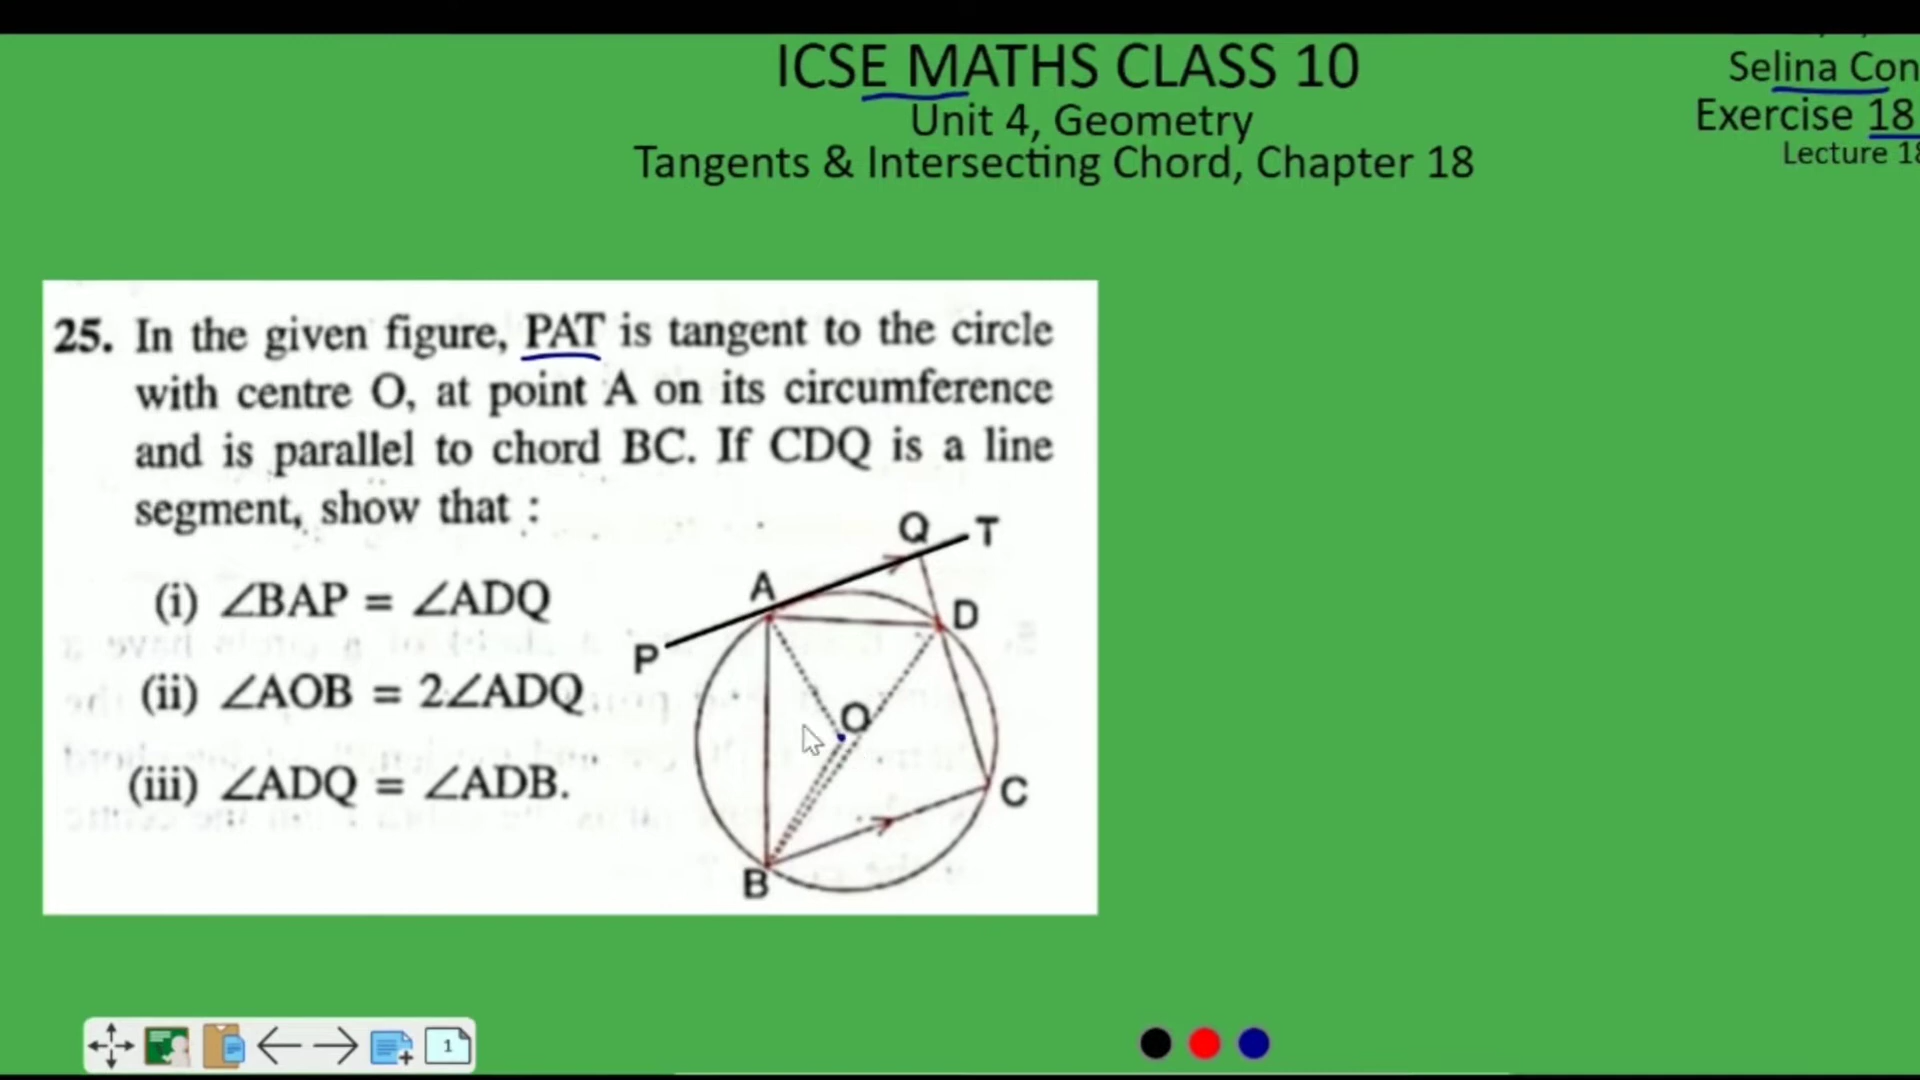 ICSE MATHS CLASS 10
Unit 4, Geometry
Tangents & Intersecting Chord, Chapter 18
Selina Con
Exercise 18
Lecture 18
25. In the given figure, PAT is tangent to the circle
with centre O, at point A on its circumference
and is parallel to chord BC. If CDQ is a line
segment, show that :
(i) ∠BAP = ∠ADQ
(ii) ∠AOB = 2∠ADQ
(iii) ∠ADQ = ∠ADB.
Q T
A
D
P
O
C
B
1